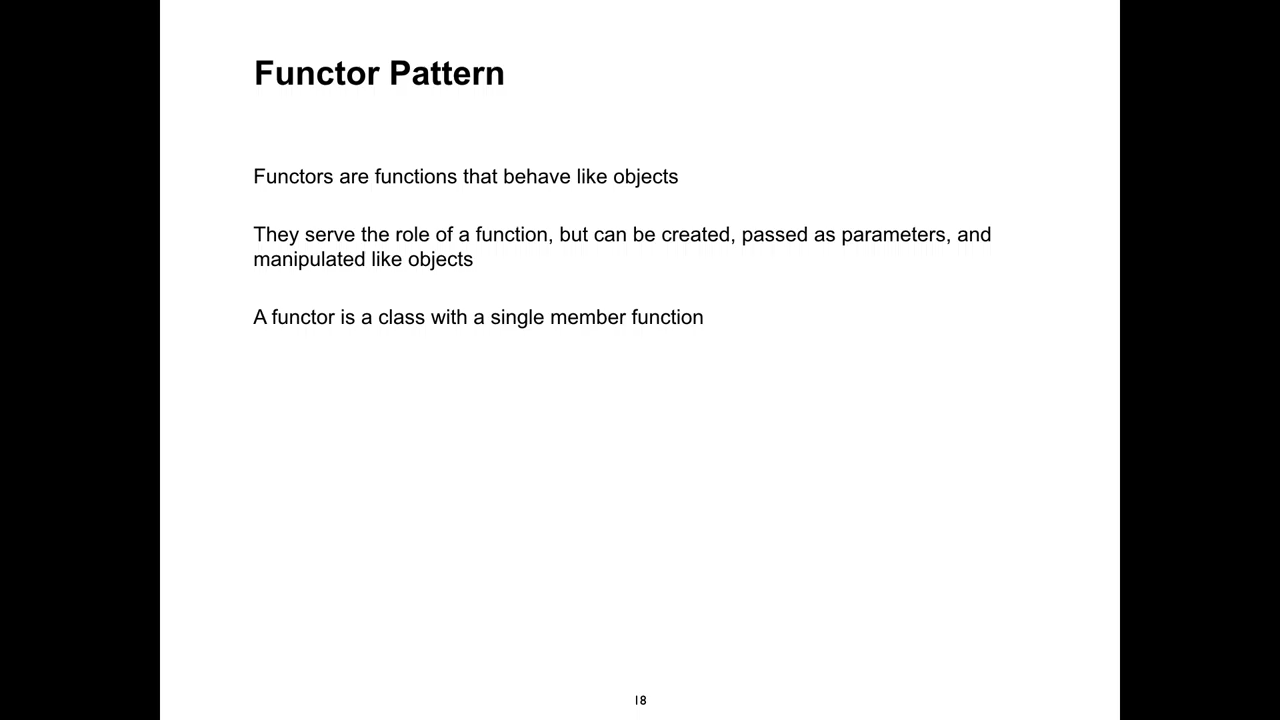 Functor Pattern
Functors are functions that behave like objects
They serve the role of a function, but can be created, passed as parameters, and
manipulated like objects
A functor is a class with a single member function
18